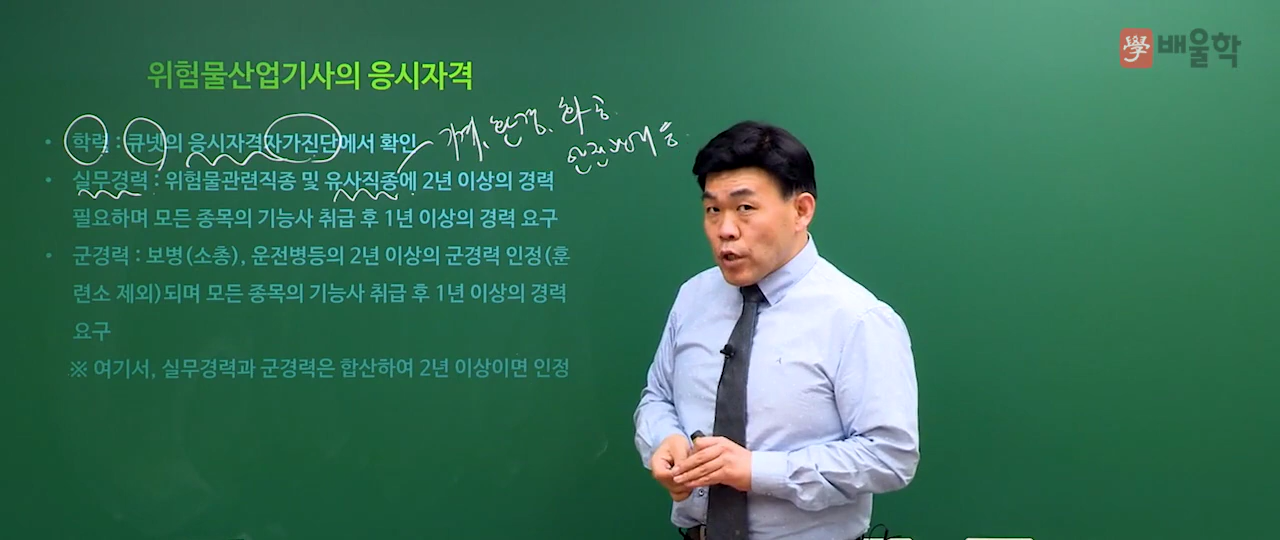 學 배울학
위험물산업기사의 응시자격
• 학력 : 큐넷의 응시자격자가진단에서 확인
기계, 환경, 화공
안전
• 실무경력 : 위험물관련직종 및 유사직종에 2년 이상의 경력
필요하며 모든 종목의 기능사 취급 후 1년 이상의 경력 요구
• 군경력 : 보병(소총), 운전병등의 2년 이상의 군경력 인정(훈
련소 제외)되며 모든 종목의 기능사 취급 후 1년 이상의 경력
요구
※ 여기서, 실무경력과 군경력은 합산하여 2년 이상이면 인정